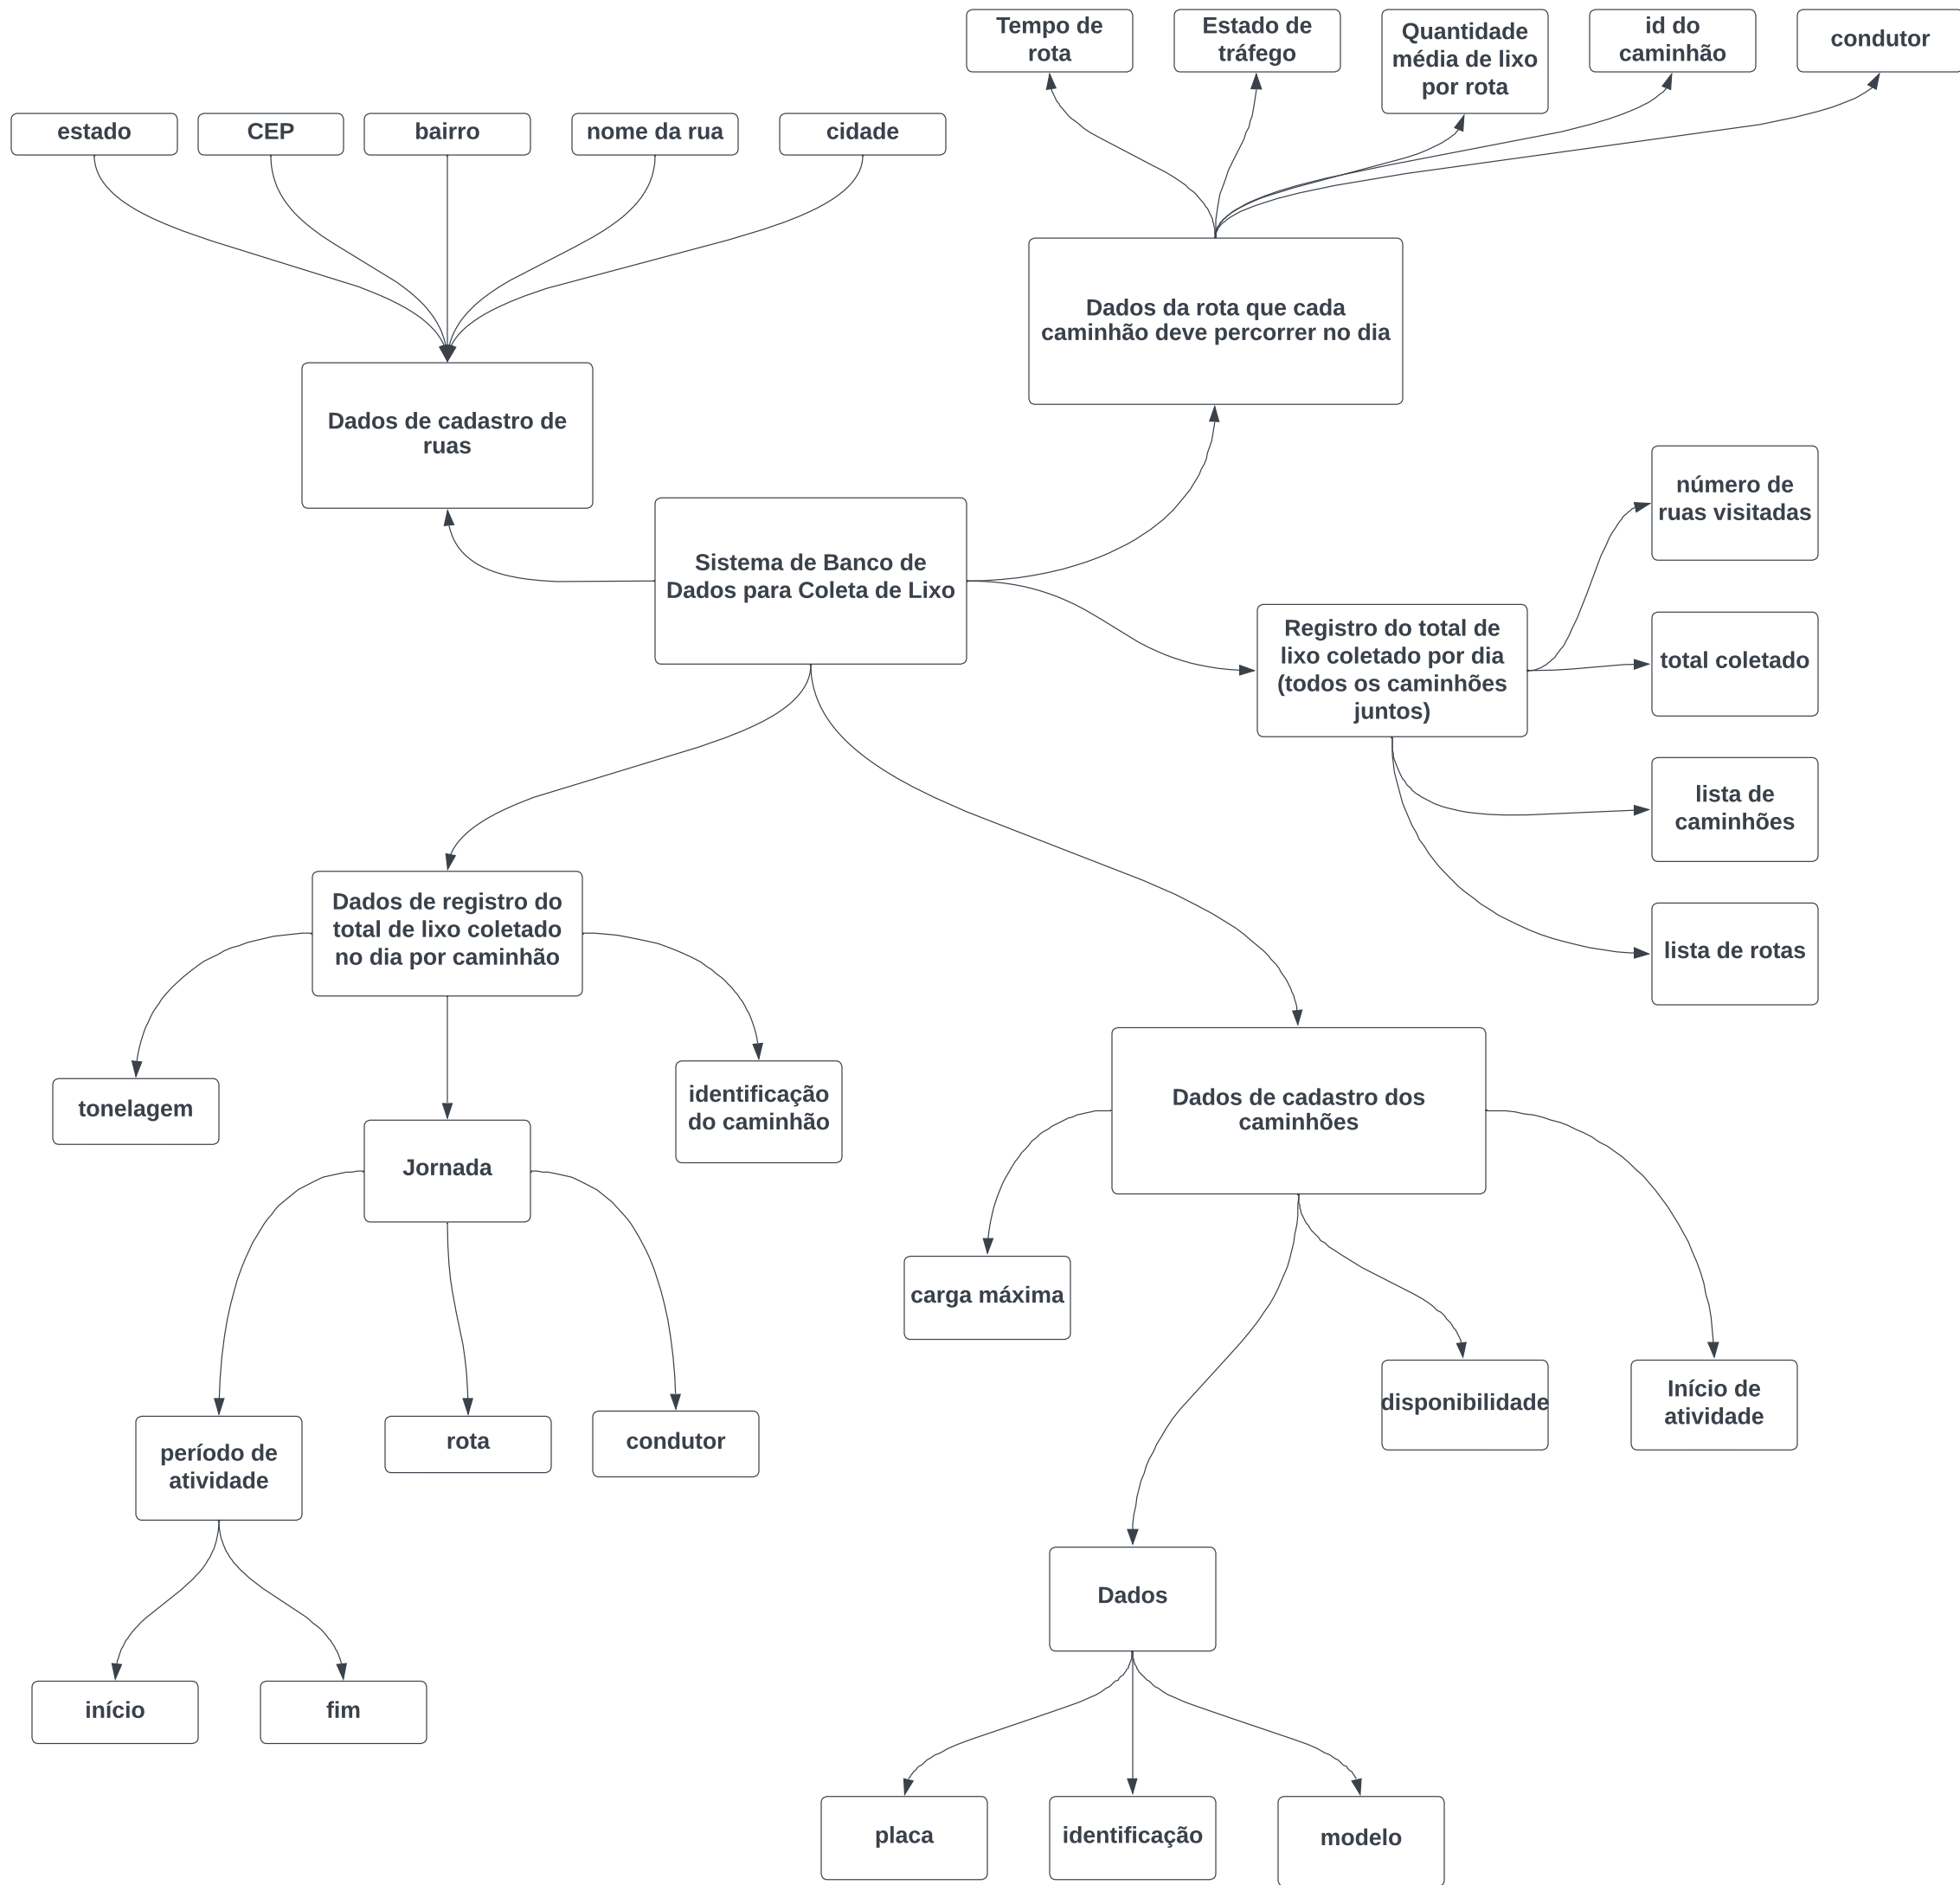 Tempo de
rota
Estado de
tráfego
Quantidade
média de lixo
por rota
id do
caminhão
condutor
estado
CEP
bairro
nome da rua
cidade
Dados da rota que cada
caminhão deve percorrer no dia
Dados de cadastro de
ruas
Sistema de Banco de
Dados para Coleta de Lixo
número de
ruas visitadas
Registro do total de
lixo coletado por dia
(todos os caminhões
juntos)
total coletado
lista de
caminhões
lista de rotas
Dados de registro do
total de lixo coletado
no dia por caminhão
tonelagem
identificação
do caminhão
Jornada
Dados de cadastro dos
caminhões
carga máxima
disponibilidade
Início de
atividade
período de
atividade
rota
condutor
Dados
início
fim
placa
identificação
modelo